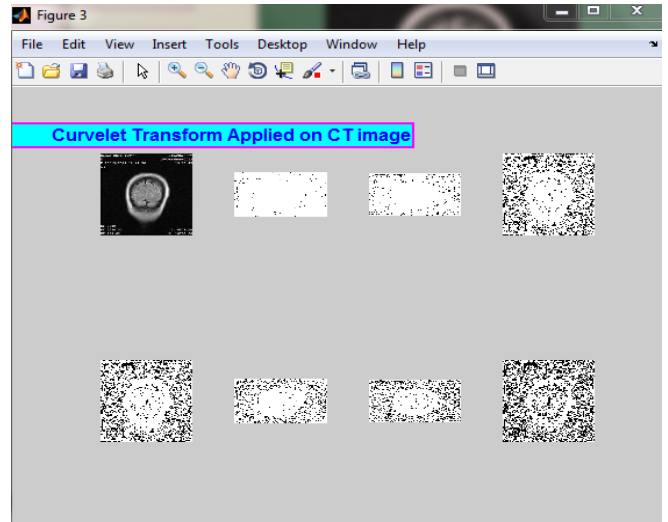 Figure 3
File Edit View Insert Tools Desktop Window Help
Curvelet Transform Applied on CT image